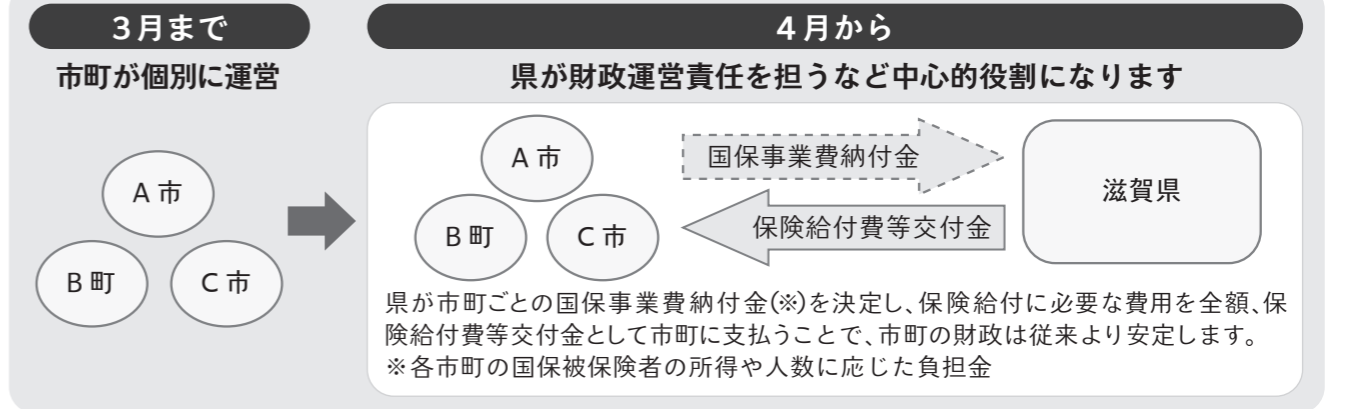 3月まで
市町が個別に運営
A市
B町
C市
4月から
県が財政運営責任を担うなど中心的役割になります
A市
B町
C市
国保事業費納付金
保険給付費等交付金
滋賀県
県が市町ごとの国保事業費納付金(※)を決定し、保険給付に必要な費用を全額、保
険給付費等交付金として市町に支払うことで、市町の財政は従来より安定します。
※各市町の国保被保険者の所得や人数に応じた負担金